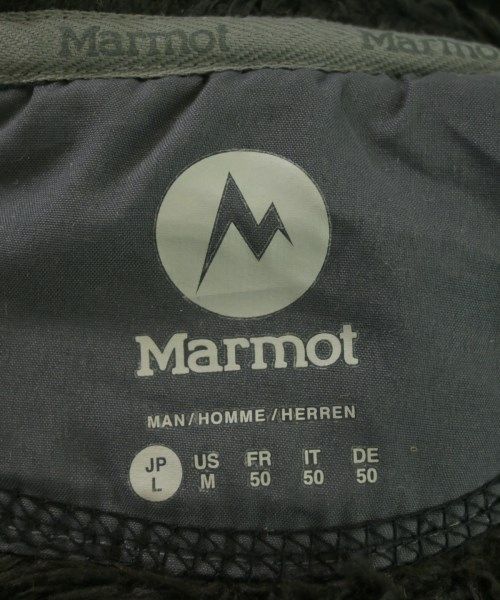 Marmot Marmot
Marmot
MAN/HOMME/HERREN
JP US FR IT DE
L M 50 50 50